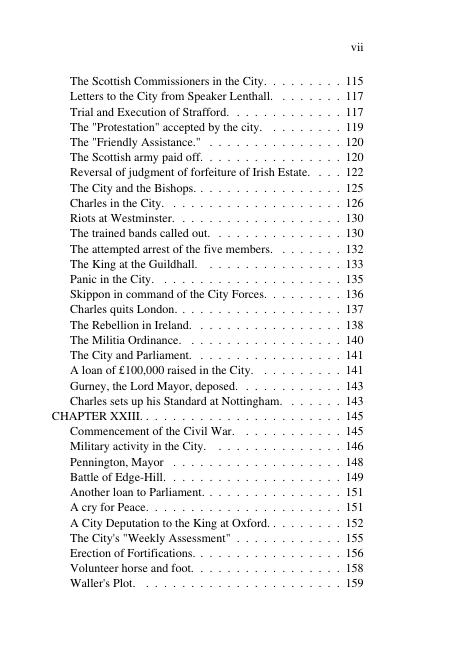 vii
The Scottish Commissioners in the City. . . . . . . . . . 115
Letters to the City from Speaker Lenthall. . . . . . . . . 117
Trial and Execution of Strafford. . . . . . . . . . . . . . 117
The "Protestation" accepted by the city. . . . . . . . . . 119
The "Friendly Assistance." . . . . . . . . . . . . . . . . 120
The Scottish army paid off. . . . . . . . . . . . . . . . . 120
Reversal of judgment of forfeiture of Irish Estate. . . . . 122
The City and the Bishops. . . . . . . . . . . . . . . . . . 125
Charles in the City. . . . . . . . . . . . . . . . . . . . 126
Riots at Westminster. . . . . . . . . . . . . . . . . . . . 130
The trained bands called out. . . . . . . . . . . . . . . . 130
The attempted arrest of the five members. . . . . . . . . . 132
The King at the Guildhall. . . . . . . . . . . . . . . . . 133
Panic in the City. . . . . . . . . . . . . . . . . . . . . 135
Skippon in command of the City Forces. . . . . . . . . . . 136
Charles quits London. . . . . . . . . . . . . . . . . . . . 137
The Rebellion in Ireland. . . . . . . . . . . . . . . . . . 138
The Militia Ordinance. . . . . . . . . . . . . . . . . . . 140
The City and Parliament. . . . . . . . . . . . . . . . . . 141
A loan of £100,000 raised in the City. . . . . . . . . . . 141
Gurney, the Lord Mayor, deposed. . . . . . . . . . . . . . 143
Charles sets up his Standard at Nottingham. . . . . . . . . 143
CHAPTER XXIII. . . . . . . . . . . . . . . . . . . . . . . 145
Commencement of the Civil War. . . . . . . . . . . . . . . 145
Military activity in the City. . . . . . . . . . . . . . . 146
Pennington, Mayor . . . . . . . . . . . . . . . . . . . . . 148
Battle of Edge-Hill. . . . . . . . . . . . . . . . . . . . 149
Another loan to Parliament. . . . . . . . . . . . . . . . . 151
A cry for Peace. . . . . . . . . . . . . . . . . . . . . . 151
A City Deputation to the King at Oxford. . . . . . . . . . 152
The City's "Weekly Assessment" . . . . . . . . . . . . . . 155
Erection of Fortifications. . . . . . . . . . . . . . . . . 156
Volunteer horse and foot. . . . . . . . . . . . . . . . . . 158
Waller's Plot. . . . . . . . . . . . . . . . . . . . . . . 159